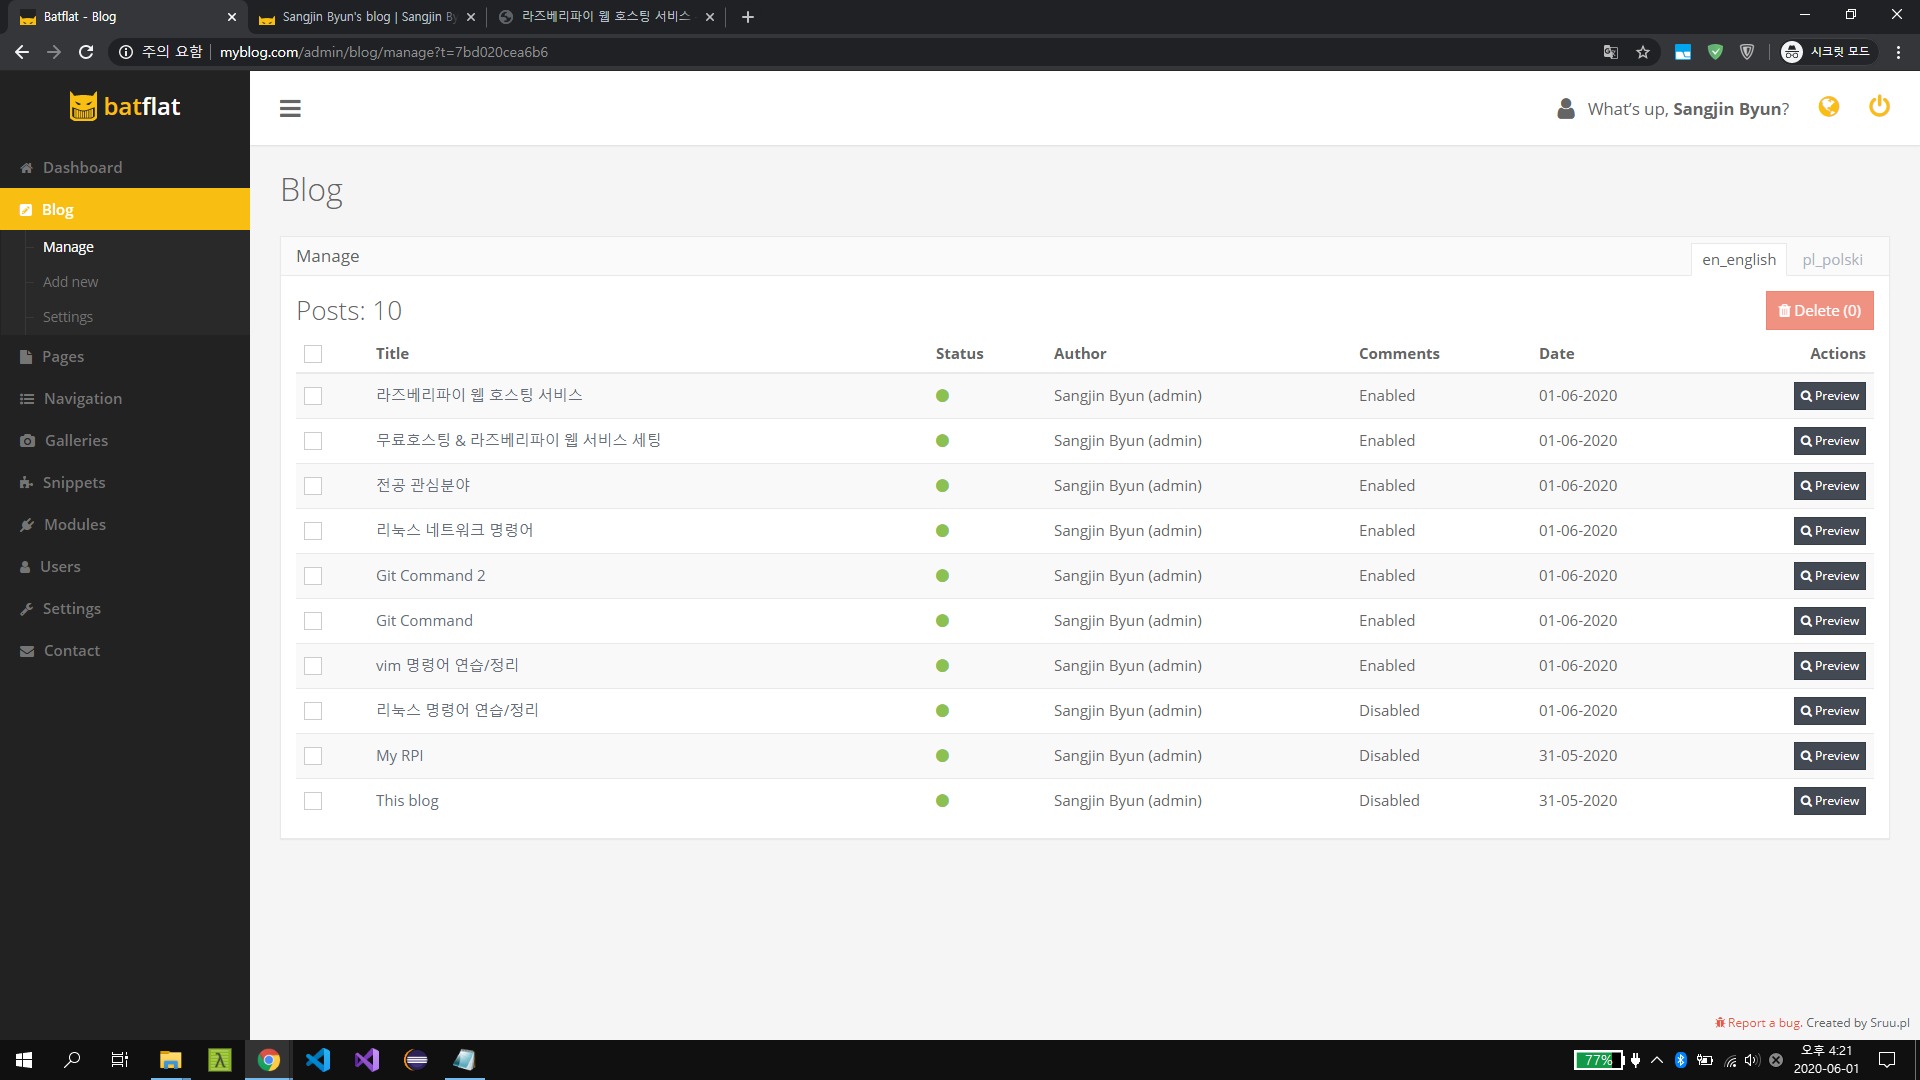 Batflat - Blog
Sangjin Byun's blog | Sangjin By
라즈베리파이 웹 호스팅 서비스
주의 요함
myblog.com/admin/blog/manage?t=7bd020cea6b6
시크릿 모드
batflat
What's up, Sangjin Byun?
Dashboard
Blog
Manage
Add new
Settings
Pages
Navigation
Galleries
Snippets
Modules
Users
Settings
Contact
Blog
Manage
en_english
pl_polski
Posts: 10
Delete (0)
Title Status Author Comments Date Actions
라즈베리파이 웹 호스팅 서비스 Sangjin Byun (admin) Enabled 01-06-2020 Preview
무료호스팅 & 라즈베리파이 웹 서비스 세팅 Sangjin Byun (admin) Enabled 01-06-2020 Preview
전공 관심분야 Sangjin Byun (admin) Enabled 01-06-2020 Preview
리눅스 네트워크 명령어 Sangjin Byun (admin) Enabled 01-06-2020 Preview
Git Command 2 Sangjin Byun (admin) Enabled 01-06-2020 Preview
Git Command Sangjin Byun (admin) Enabled 01-06-2020 Preview
vim 명령어 연습/정리 Sangjin Byun (admin) Enabled 01-06-2020 Preview
리눅스 명령어 연습/정리 Sangjin Byun (admin) Disabled 01-06-2020 Preview
My RPI Sangjin Byun (admin) Disabled 31-05-2020 Preview
This blog Sangjin Byun (admin) Disabled 31-05-2020 Preview
Report a bug. Created by Sruu.pl
77%
오후 4:21
2020-06-01